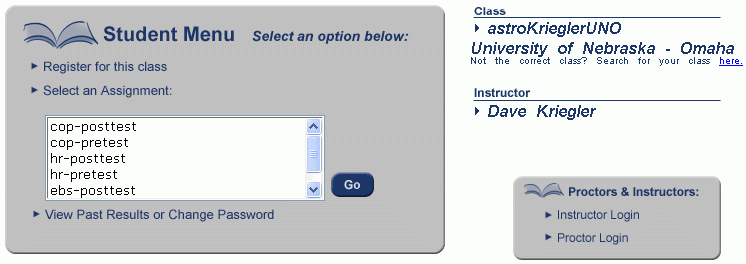 Student Menu Select an option below:
Register for this class
Select an Assignment:
cop-posttest
cop-pretest
hr-posttest
hr-pretest
ebs-posttest
Go
View Past Results or Change Password
Class
astroKrieglerUNO
University of Nebraska - Omaha
Not the correct class? Search for your class here.
Instructor
Dave Kriegler
Proctors & Instructors:
Instructor Login
Proctor Login